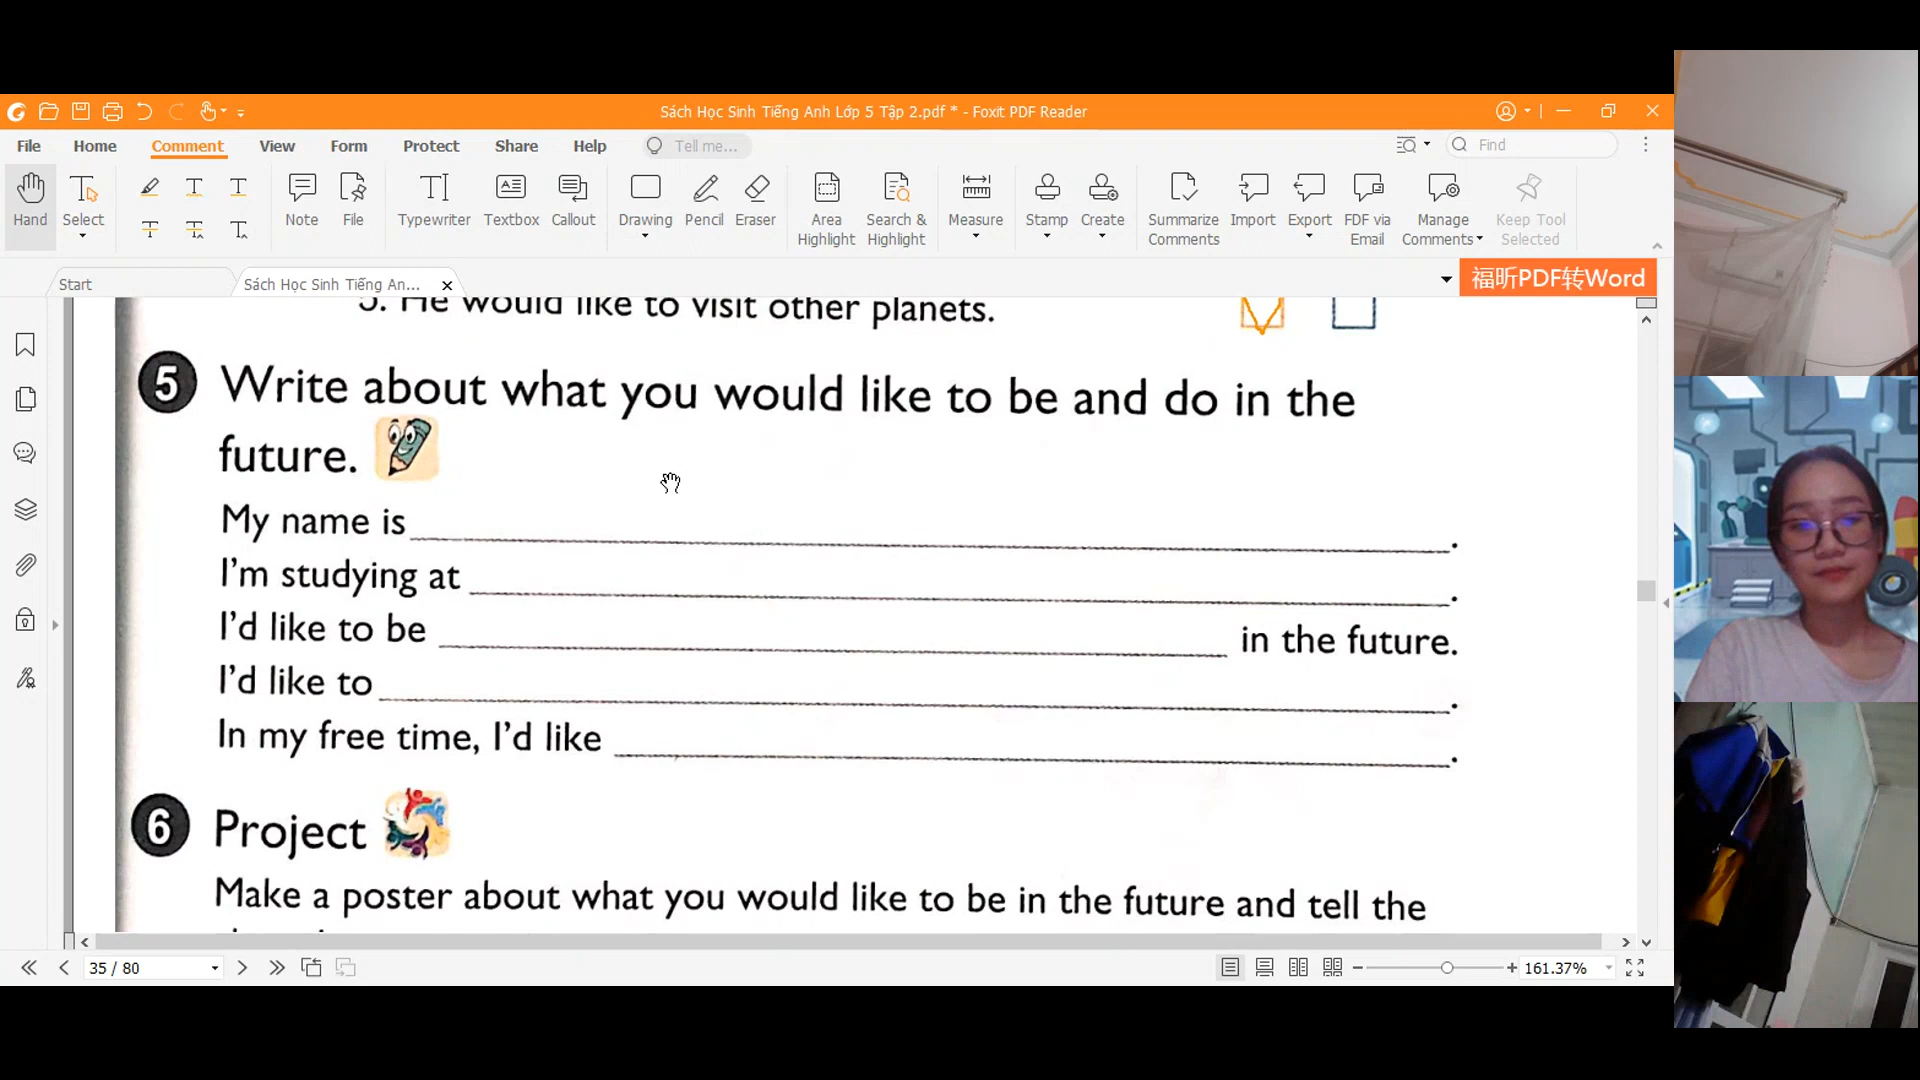 Sách Học Sinh Tiếng Anh Lớp 5 Tập 2.pdf * - Foxit PDF Reader
File Home Comment View Form Protect Share Help Tell me... Find
Hand Select Note File Typewriter Textbox Callout Drawing Pencil Eraser Area Highlight Search & Highlight Measure Stamp Create Summarize Comments Import Export FDF via Email Manage Comments Keep Tool Selected
Start Sách Học Sinh Tiếng An... 福昕PDF转Word
5. He would like to visit other planets.
5 Write about what you would like to be and do in the
future.
My name is .
I'm studying at .
I'd like to be in the future.
I'd like to .
In my free time, I'd like .
6 Project
Make a poster about what you would like to be in the future and tell the
35 / 80 161.37%